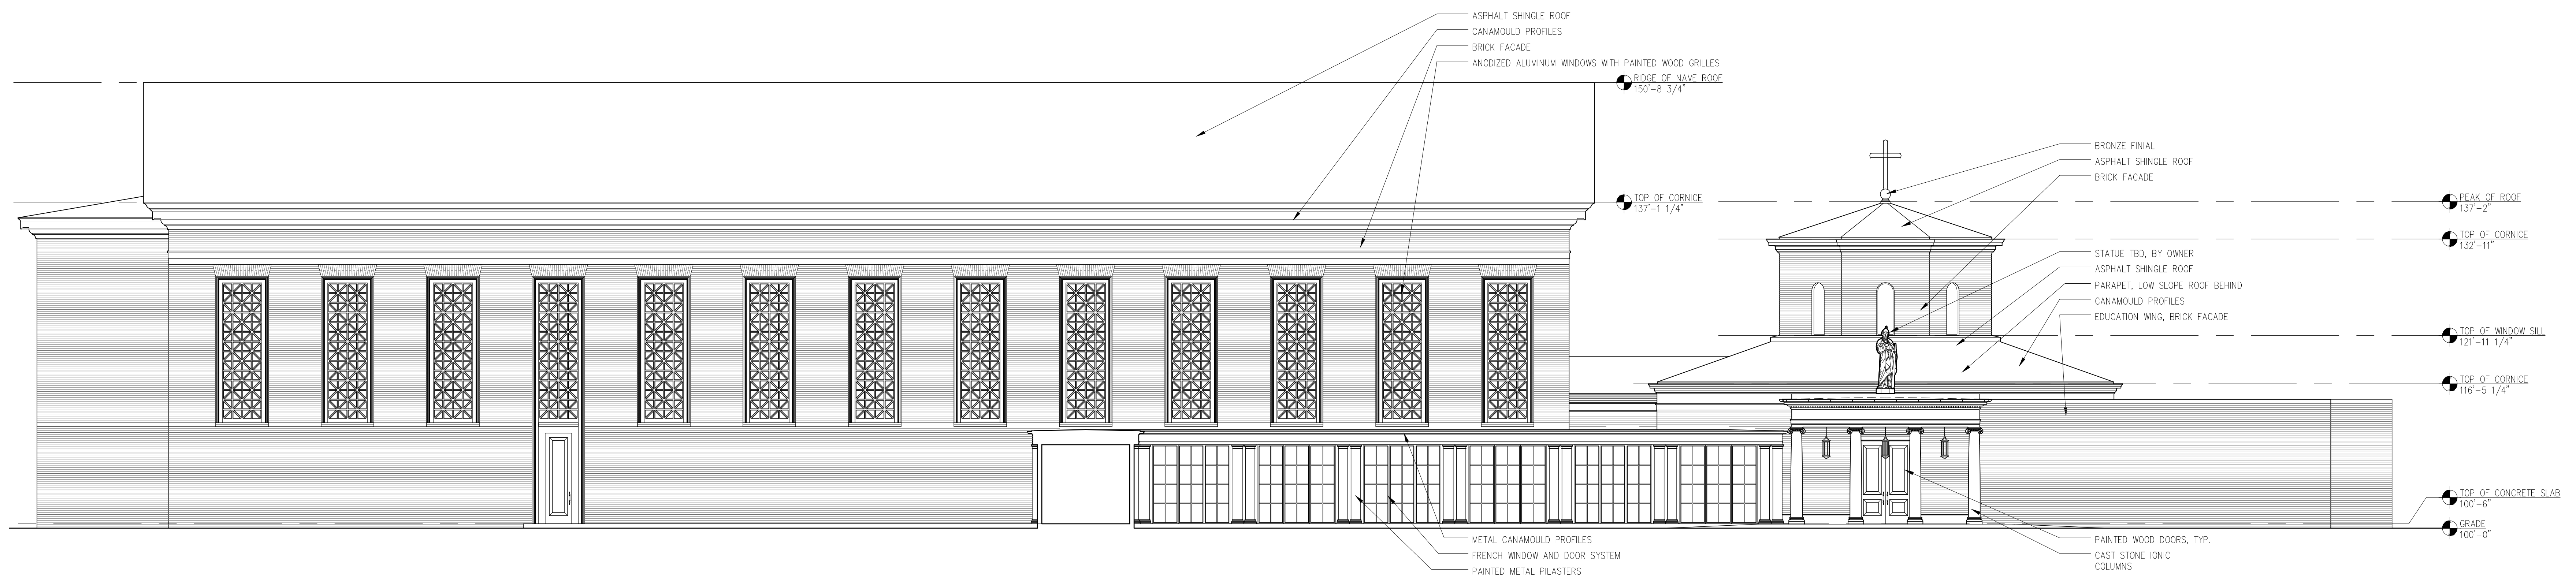 ASPHALT SHINGLE ROOF
CANAMOULD PROFILES
BRICK FACADE
ANODIZED ALUMINUM WINDOWS WITH PAINTED WOOD GRILLES
RIDGE OF NAVE ROOF
150'-8 3/4"
TOP OF CORNICE
137'-1 1/4"
BRONZE FINIAL
ASPHALT SHINGLE ROOF
BRICK FACADE
STATUE TBD, BY OWNER
ASPHALT SHINGLE ROOF
PARAPET, LOW SLOPE ROOF BEHIND
CANAMOULD PROFILES
EDUCATION WING, BRICK FACADE
PEAK OF ROOF
137'-2"
TOP OF CORNICE
132'-11"
TOP OF WINDOW SILL
121'-11 1/4"
TOP OF CORNICE
116'-5 1/4"
TOP OF CONCRETE SLAB
100'-6"
GRADE
100'-0"
METAL CANAMOULD PROFILES
FRENCH WINDOW AND DOOR SYSTEM
PAINTED METAL PILASTERS
PAINTED WOOD DOORS, TYP.
CAST STONE IONIC
COLUMNS